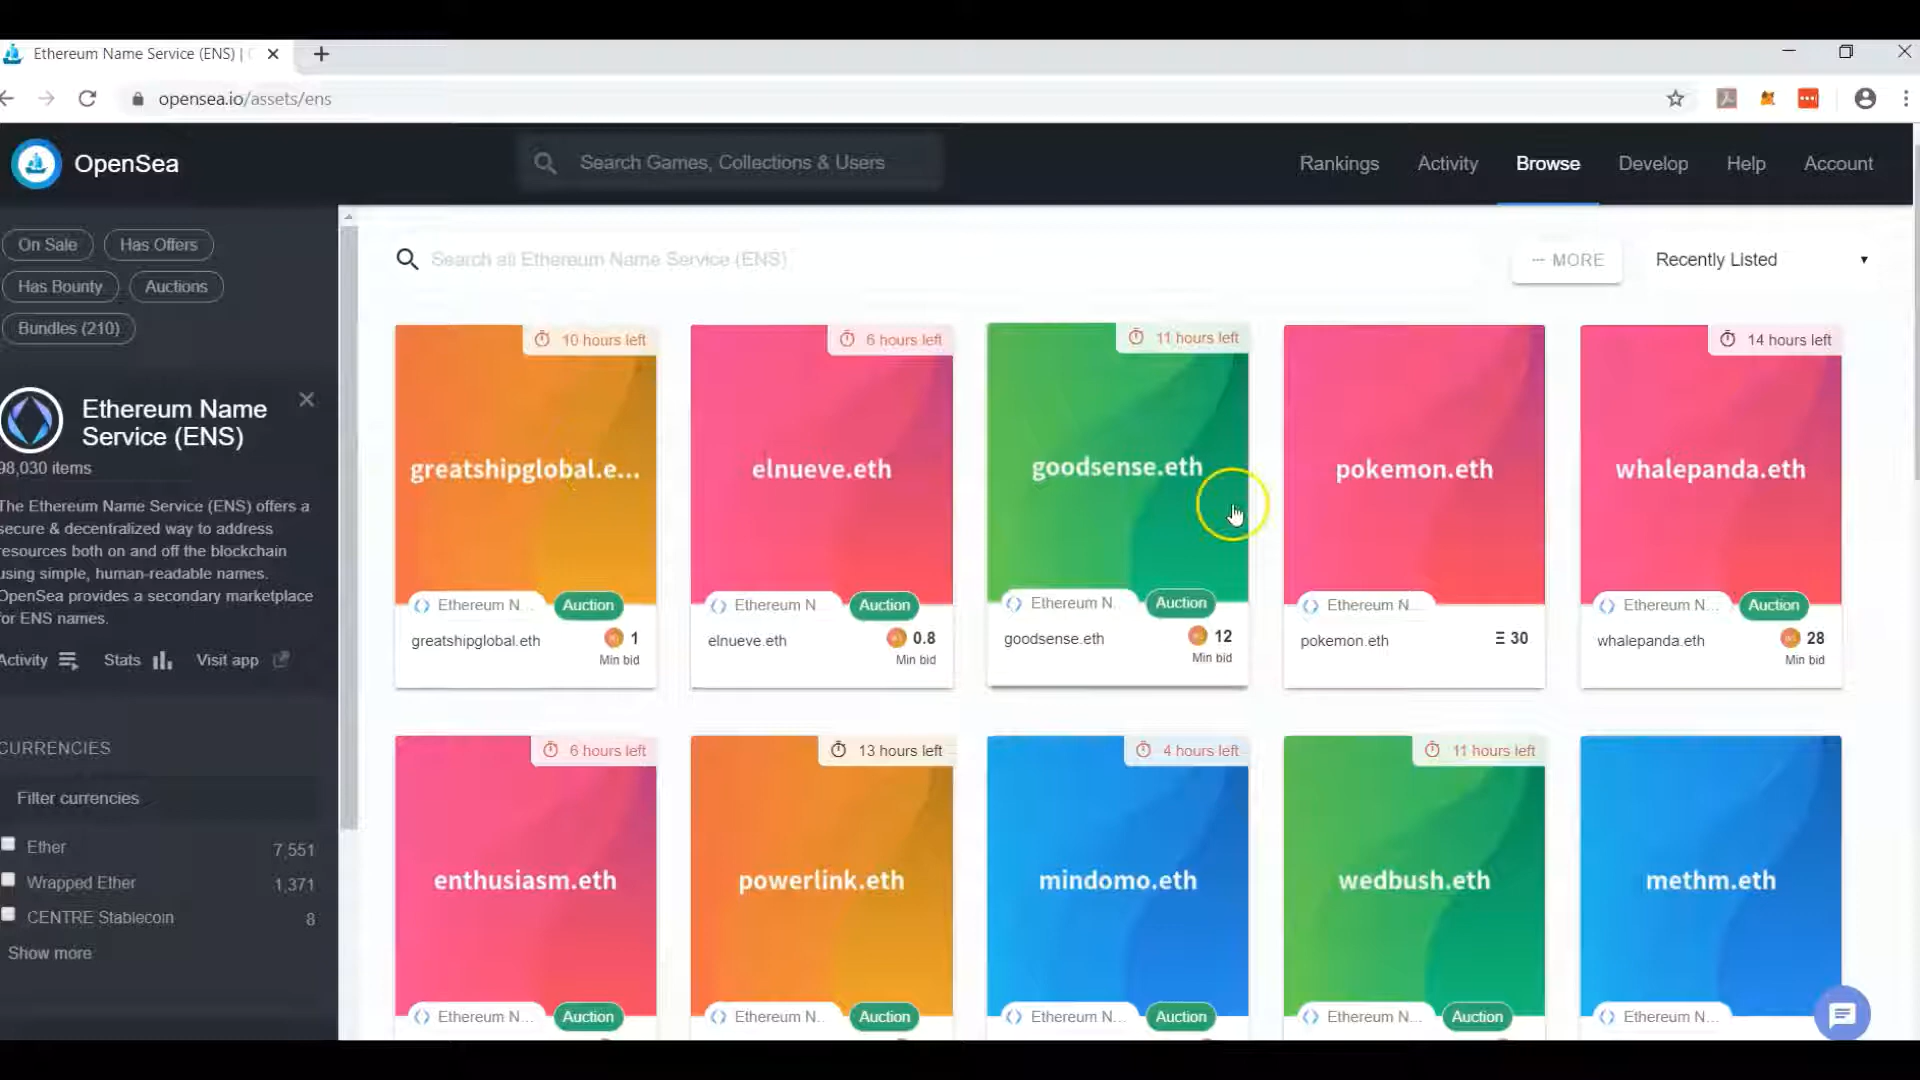 Ethereum Name Service (ENS) |
opensea.io/assets/ens
OpenSea
Search Games, Collections & Users
Rankings
Activity
Browse
Develop
Help
Account
On Sale
Has Offers
Has Bounty
Auctions
Bundles (210)
Ethereum Name
Service (ENS)
98,030 items
The Ethereum Name Service (ENS) offers a
secure & decentralized way to address
resources both on and off the blockchain
using simple, human-readable names.
OpenSea provides a secondary marketplace
for ENS names.
Activity
Stats
Visit app
CURRENCIES
Filter currencies
Ether 7,551
Wrapped Ether 1,371
CENTRE Stablecoin 8
Show more
Search all Ethereum Name Service (ENS)
··· MORE
Recently Listed
10 hours left
greatshipglobal.e...
Ethereum N...
Auction
greatshipglobal.eth
1
Min bid
6 hours left
elnueve.eth
Ethereum N...
Auction
elnueve.eth
0.8
Min bid
11 hours left
goodsense.eth
Ethereum N...
Auction
goodsense.eth
12
Min bid
pokemon.eth
Ethereum N...
pokemon.eth
Ξ 30
14 hours left
whalepanda.eth
Ethereum N...
Auction
whalepanda.eth
28
Min bid
6 hours left
enthusiasm.eth
Ethereum N...
Auction
13 hours left
powerlink.eth
Ethereum N...
Auction
4 hours left
mindomo.eth
Ethereum N...
Auction
11 hours left
wedbush.eth
Ethereum N...
Auction
methm.eth
Ethereum N...